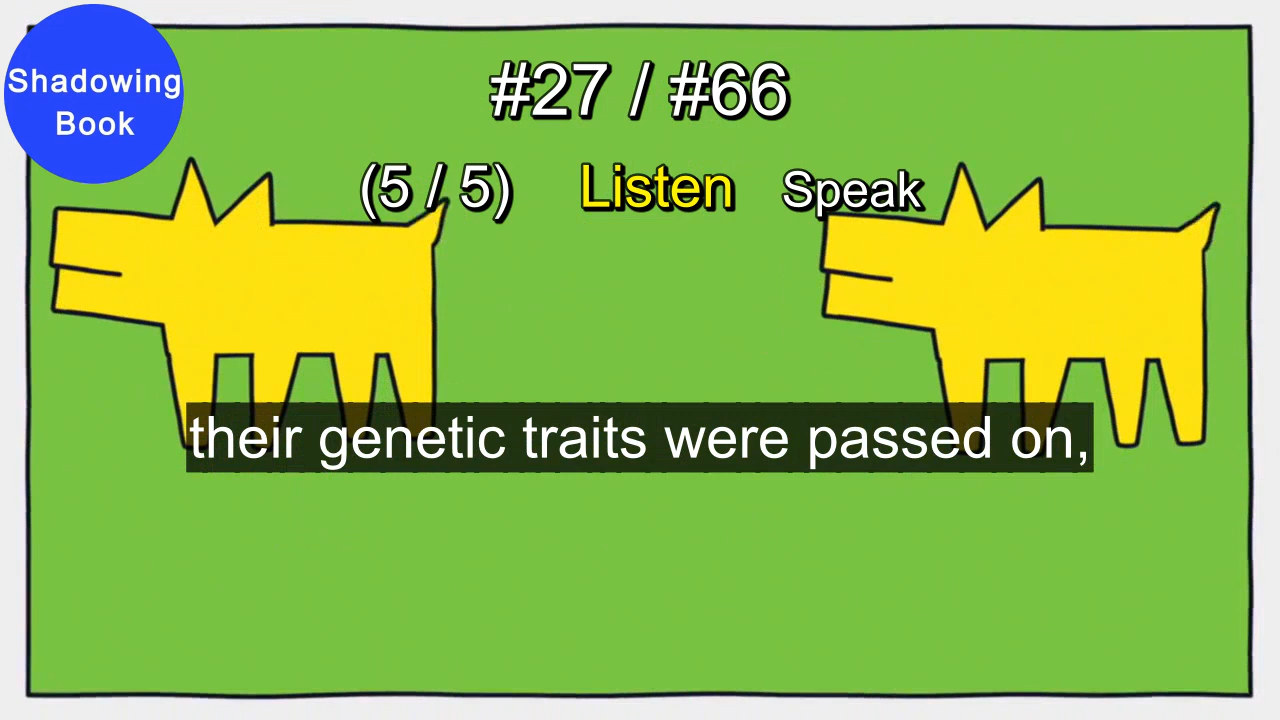 Shadowing
Book
#27 / #66
(5 / 5) Listen Speak
their genetic traits were passed on,